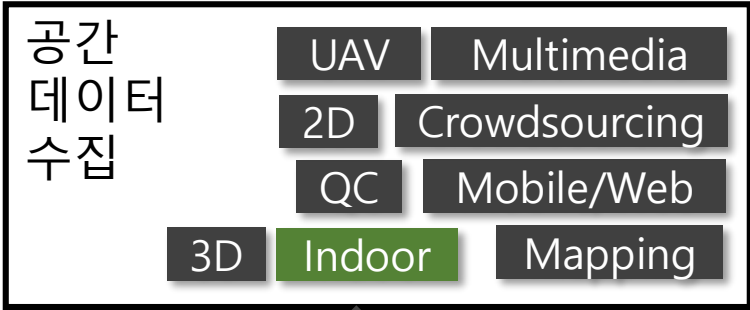 공간
데이터
수집
UAV Multimedia
2D Crowdsourcing
QC Mobile/Web
3D Indoor Mapping